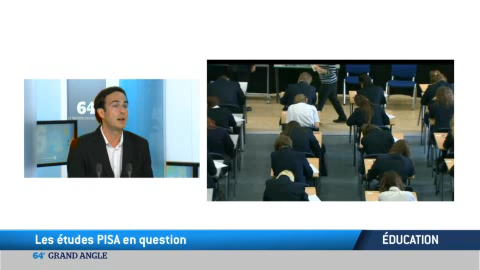 64'
Les études PISA en question
ÉDUCATION
64' GRAND ANGLE